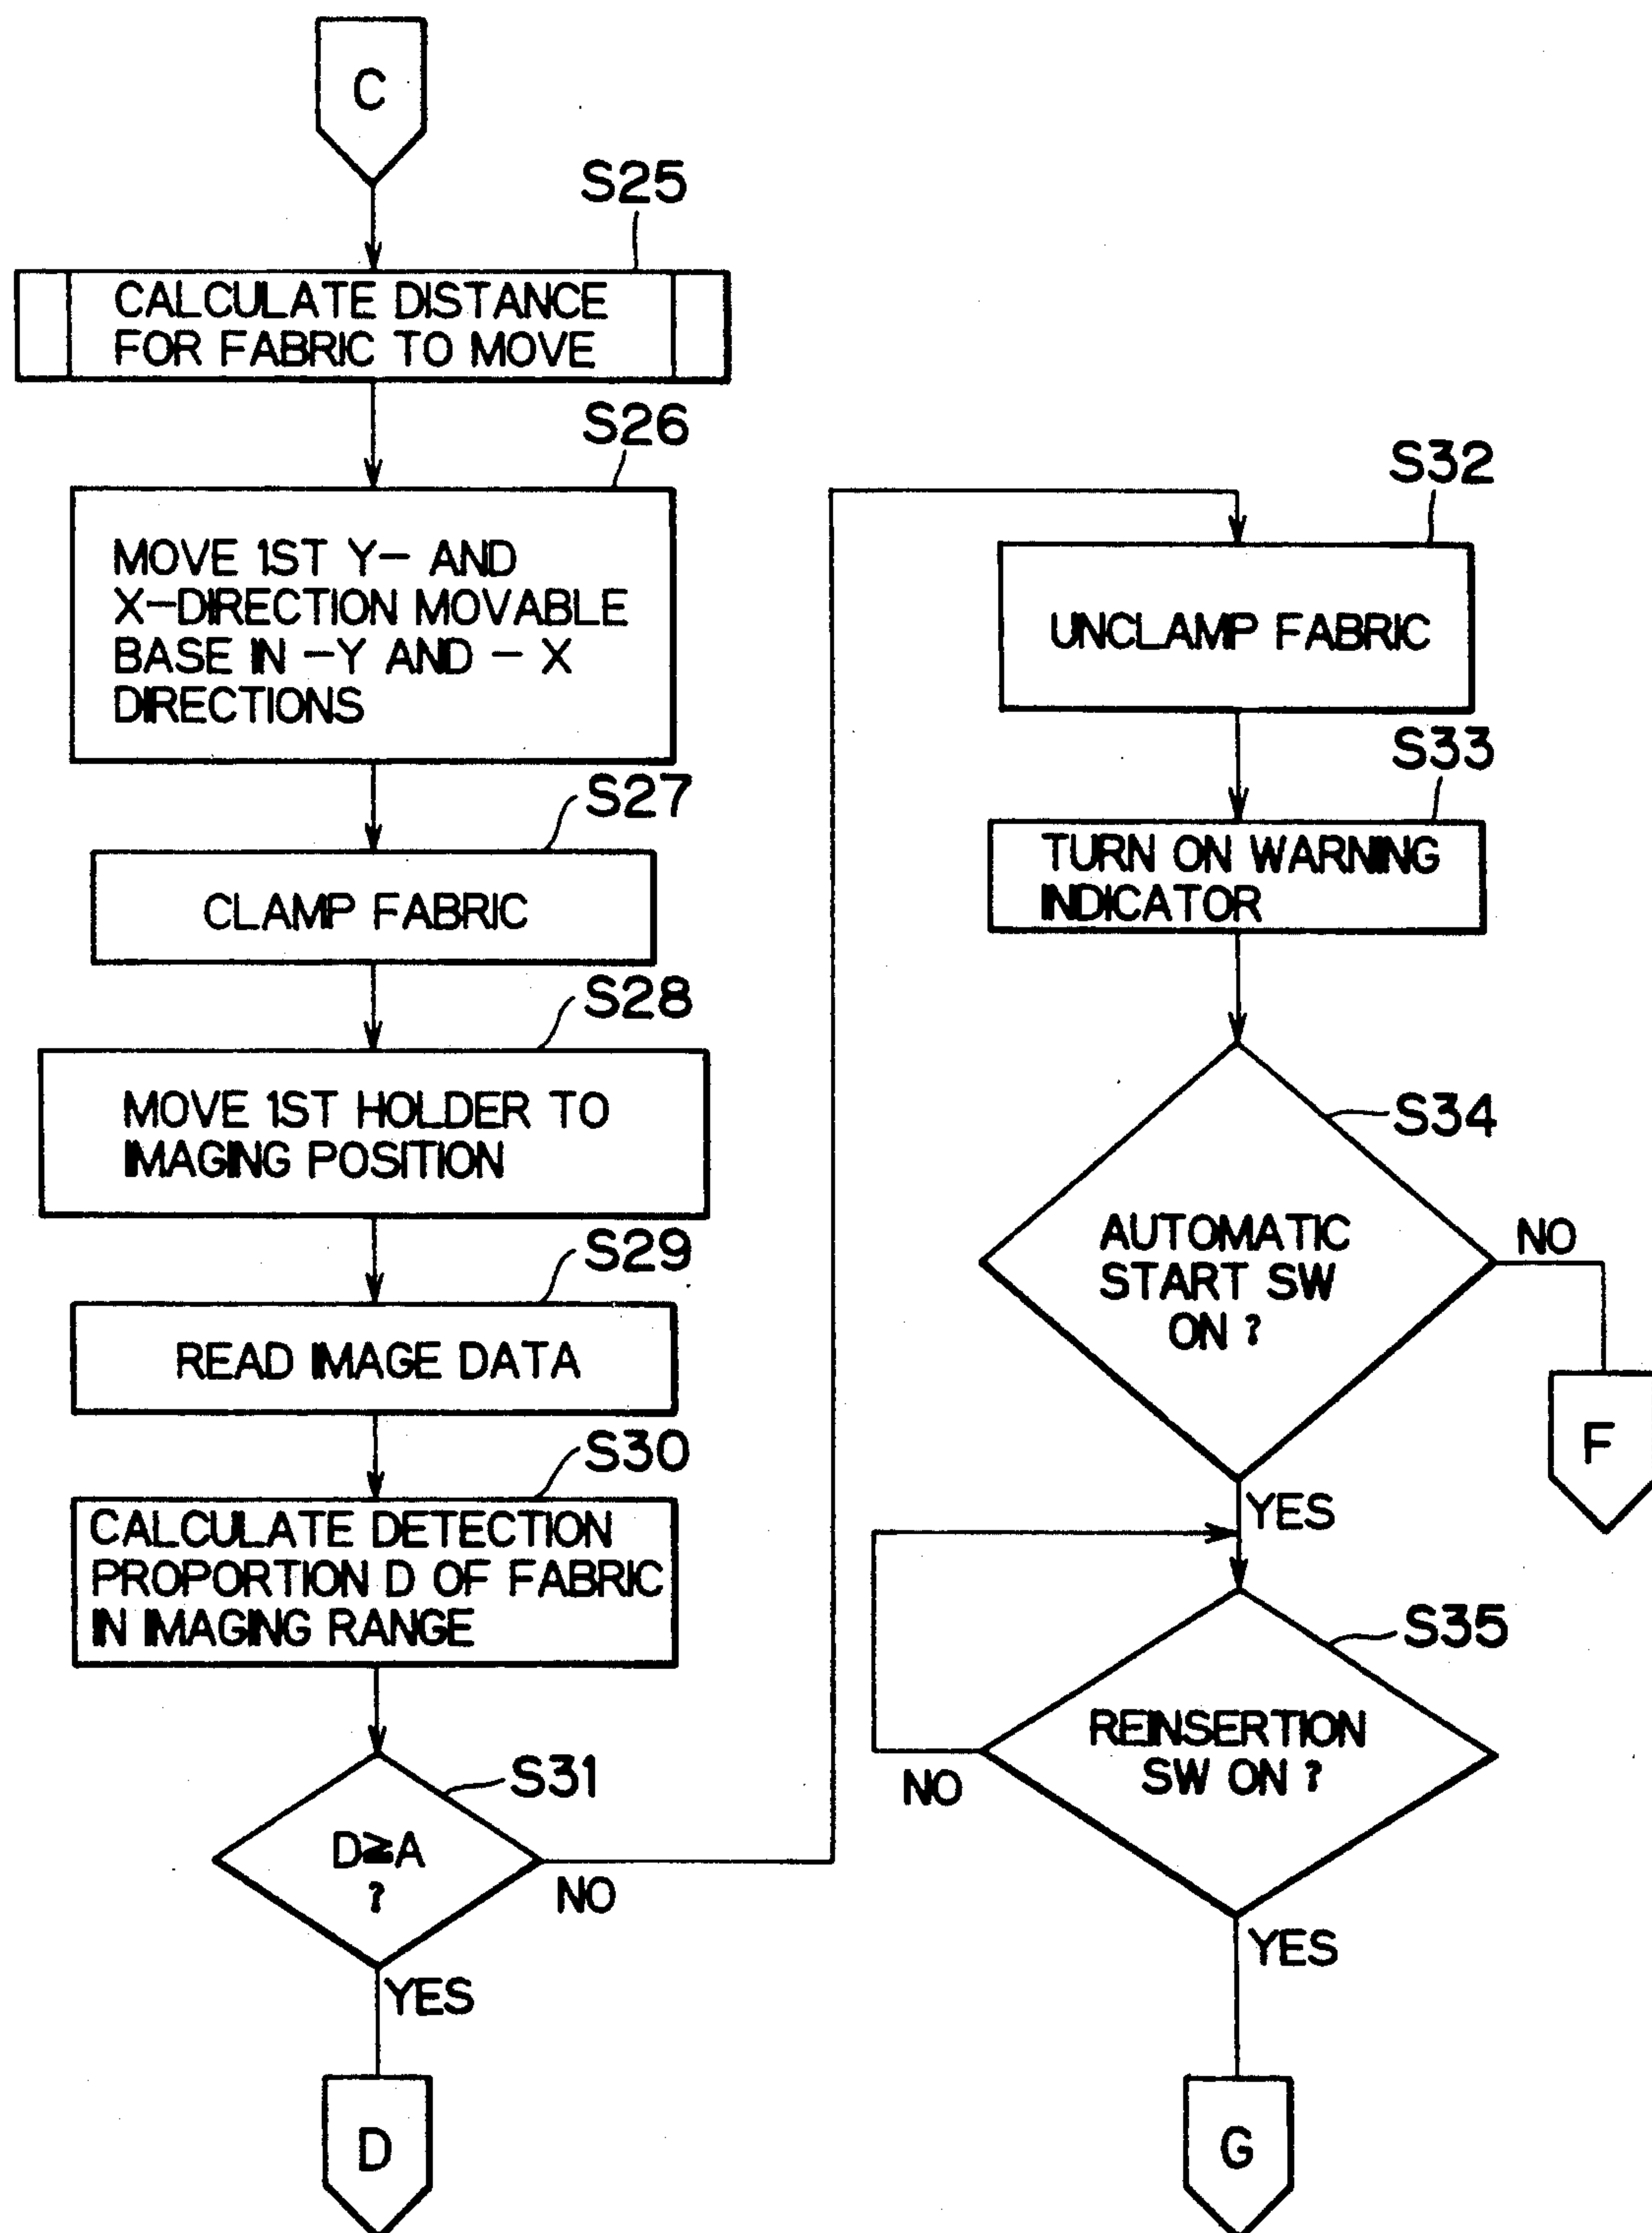 C
S25
CALCULATE DISTANCE
FOR FABRIC TO MOVE
S26
MOVE 1ST Y- AND
X-DIRECTION MOVABLE
BASE IN -Y AND - X
DIRECTIONS
S27
CLAMP FABRIC
S28
MOVE 1ST HOLDER TO
IMAGING POSITION
S29
READ IMAGE DATA
S30
CALCULATE DETECTION
PROPORTION D OF FABRIC
IN IMAGING RANGE
S31
D≧A
?
NO
YES
D
S32
UNCLAMP FABRIC
S33
TURN ON WARNING
INDICATOR
S34
AUTOMATIC
START SW
ON ?
NO
F
YES
S35
REINSERTION
SW ON ?
NO
YES
G